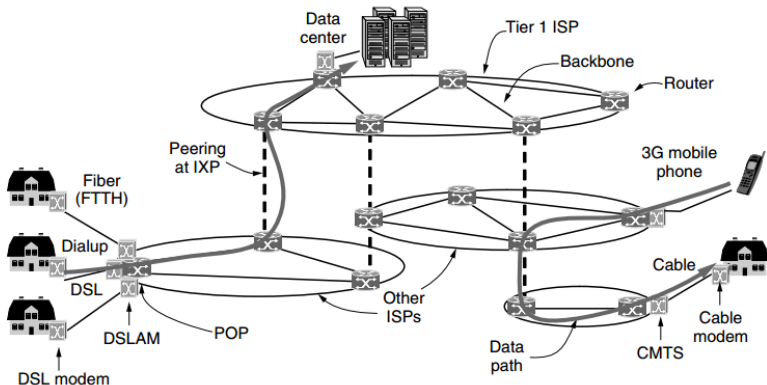 Data
center
Tier 1 ISP
Backbone
Router
Peering
at IXP
3G mobile
phone
Fiber
(FTTH)
Dialup
DSL
Cable
Other
ISPs
POP
DSLAM
DSL modem
Data
path
CMTS
Cable
modem